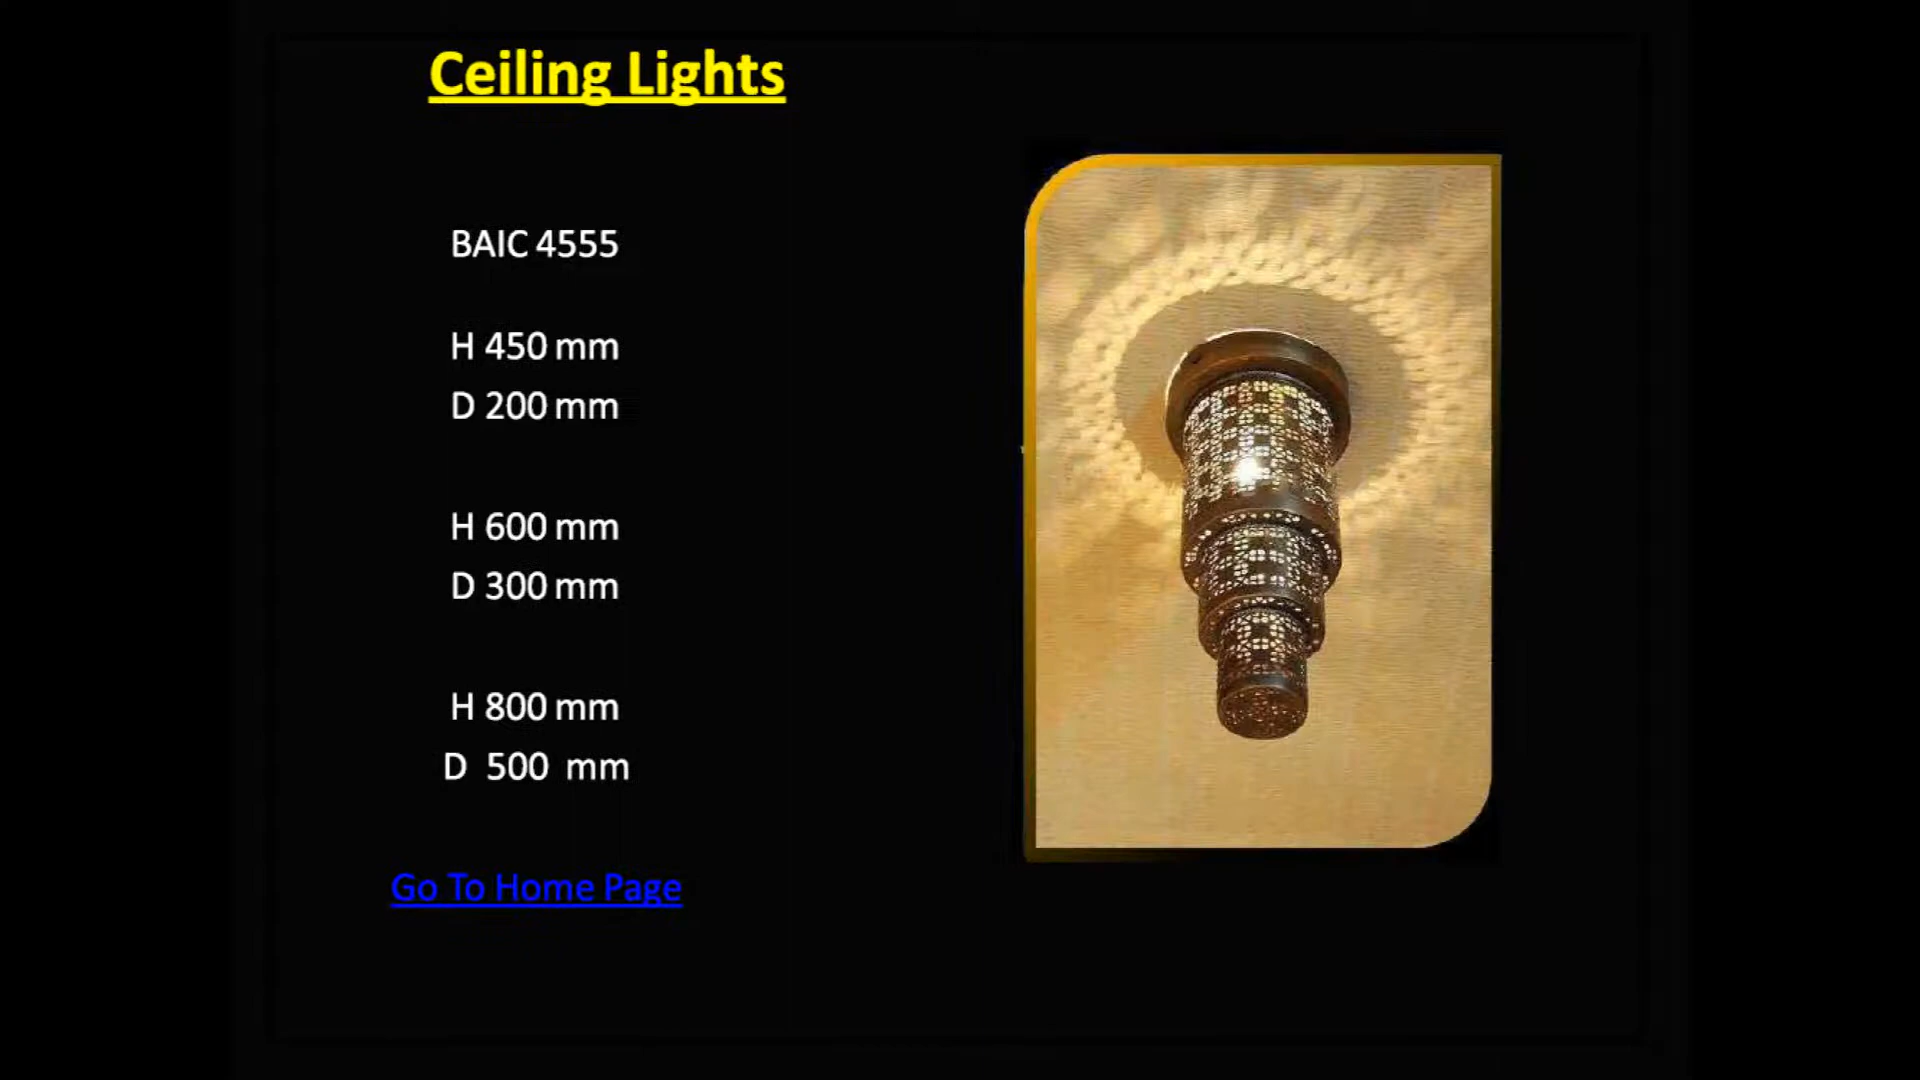 Ceiling Lights
BAIC 4555
H 450 mm
D 200 mm
H 600 mm
D 300 mm
H 800 mm
D 500 mm
Go To Home Page